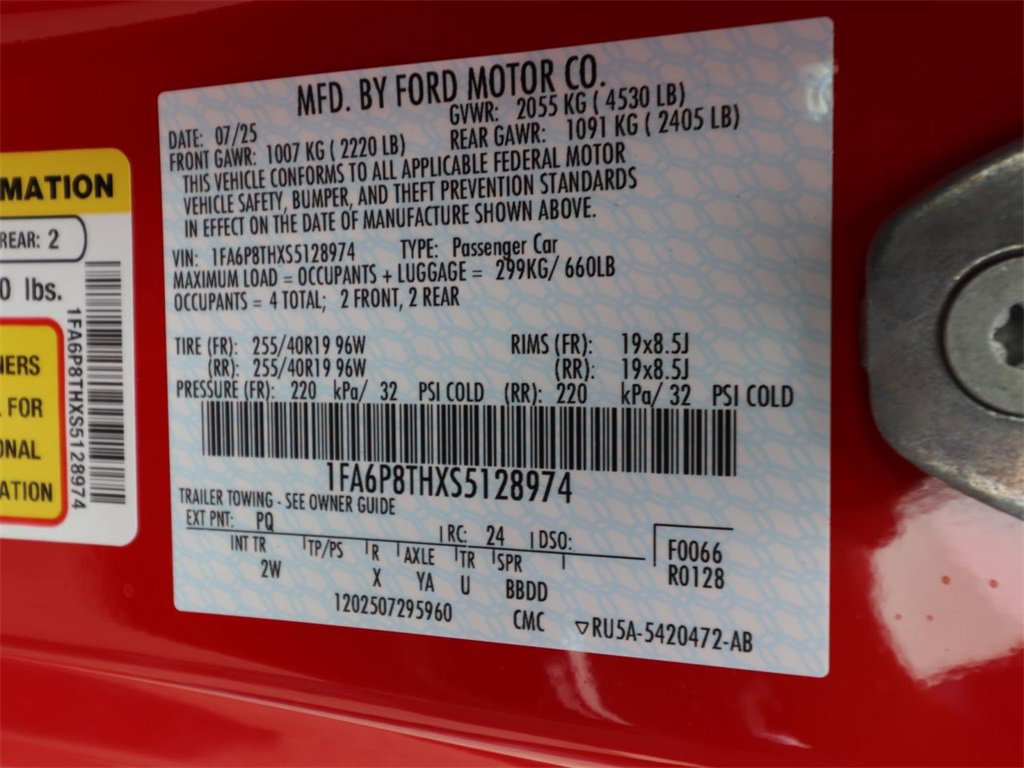 MFD. BY FORD MOTOR CO.
DATE: 07/25 GVWR: 2055 KG ( 4530 LB)
FRONT GAWR: 1007 KG ( 2220 LB) REAR GAWR: 1091 KG ( 2405 LB)
THIS VEHICLE CONFORMS TO ALL APPLICABLE FEDERAL MOTOR
VEHICLE SAFETY, BUMPER, AND THEFT PREVENTION STANDARDS
IN EFFECT ON THE DATE OF MANUFACTURE SHOWN ABOVE.
VIN: 1FA6P8THXS5128974 TYPE: Passenger Car
MAXIMUM LOAD = OCCUPANTS + LUGGAGE = 299KG/ 660LB
OCCUPANTS = 4 TOTAL; 2 FRONT, 2 REAR
TIRE (FR): 255/40R19 96W RIMS (FR): 19x8.5J
(RR): 255/40R19 96W (RR): 19x8.5J
PRESSURE (FR): 220 kPa/ 32 PSI COLD (RR): 220 kPa/ 32 PSI COLD
1FA6P8THXS5128974
TRAILER TOWING - SEE OWNER GUIDE
EXT PNT: PQ RC: 24 DSO:
INT TR TP/PS R AXLE TR SPR
2W X YA U BBDD
F0066
R0128
1202507295960 CMC RU5A-5420472-AB
MATION
REAR: 2
0 lbs.
NERS
L FOR
ONAL
ATION
1FA6P8THXS5128974